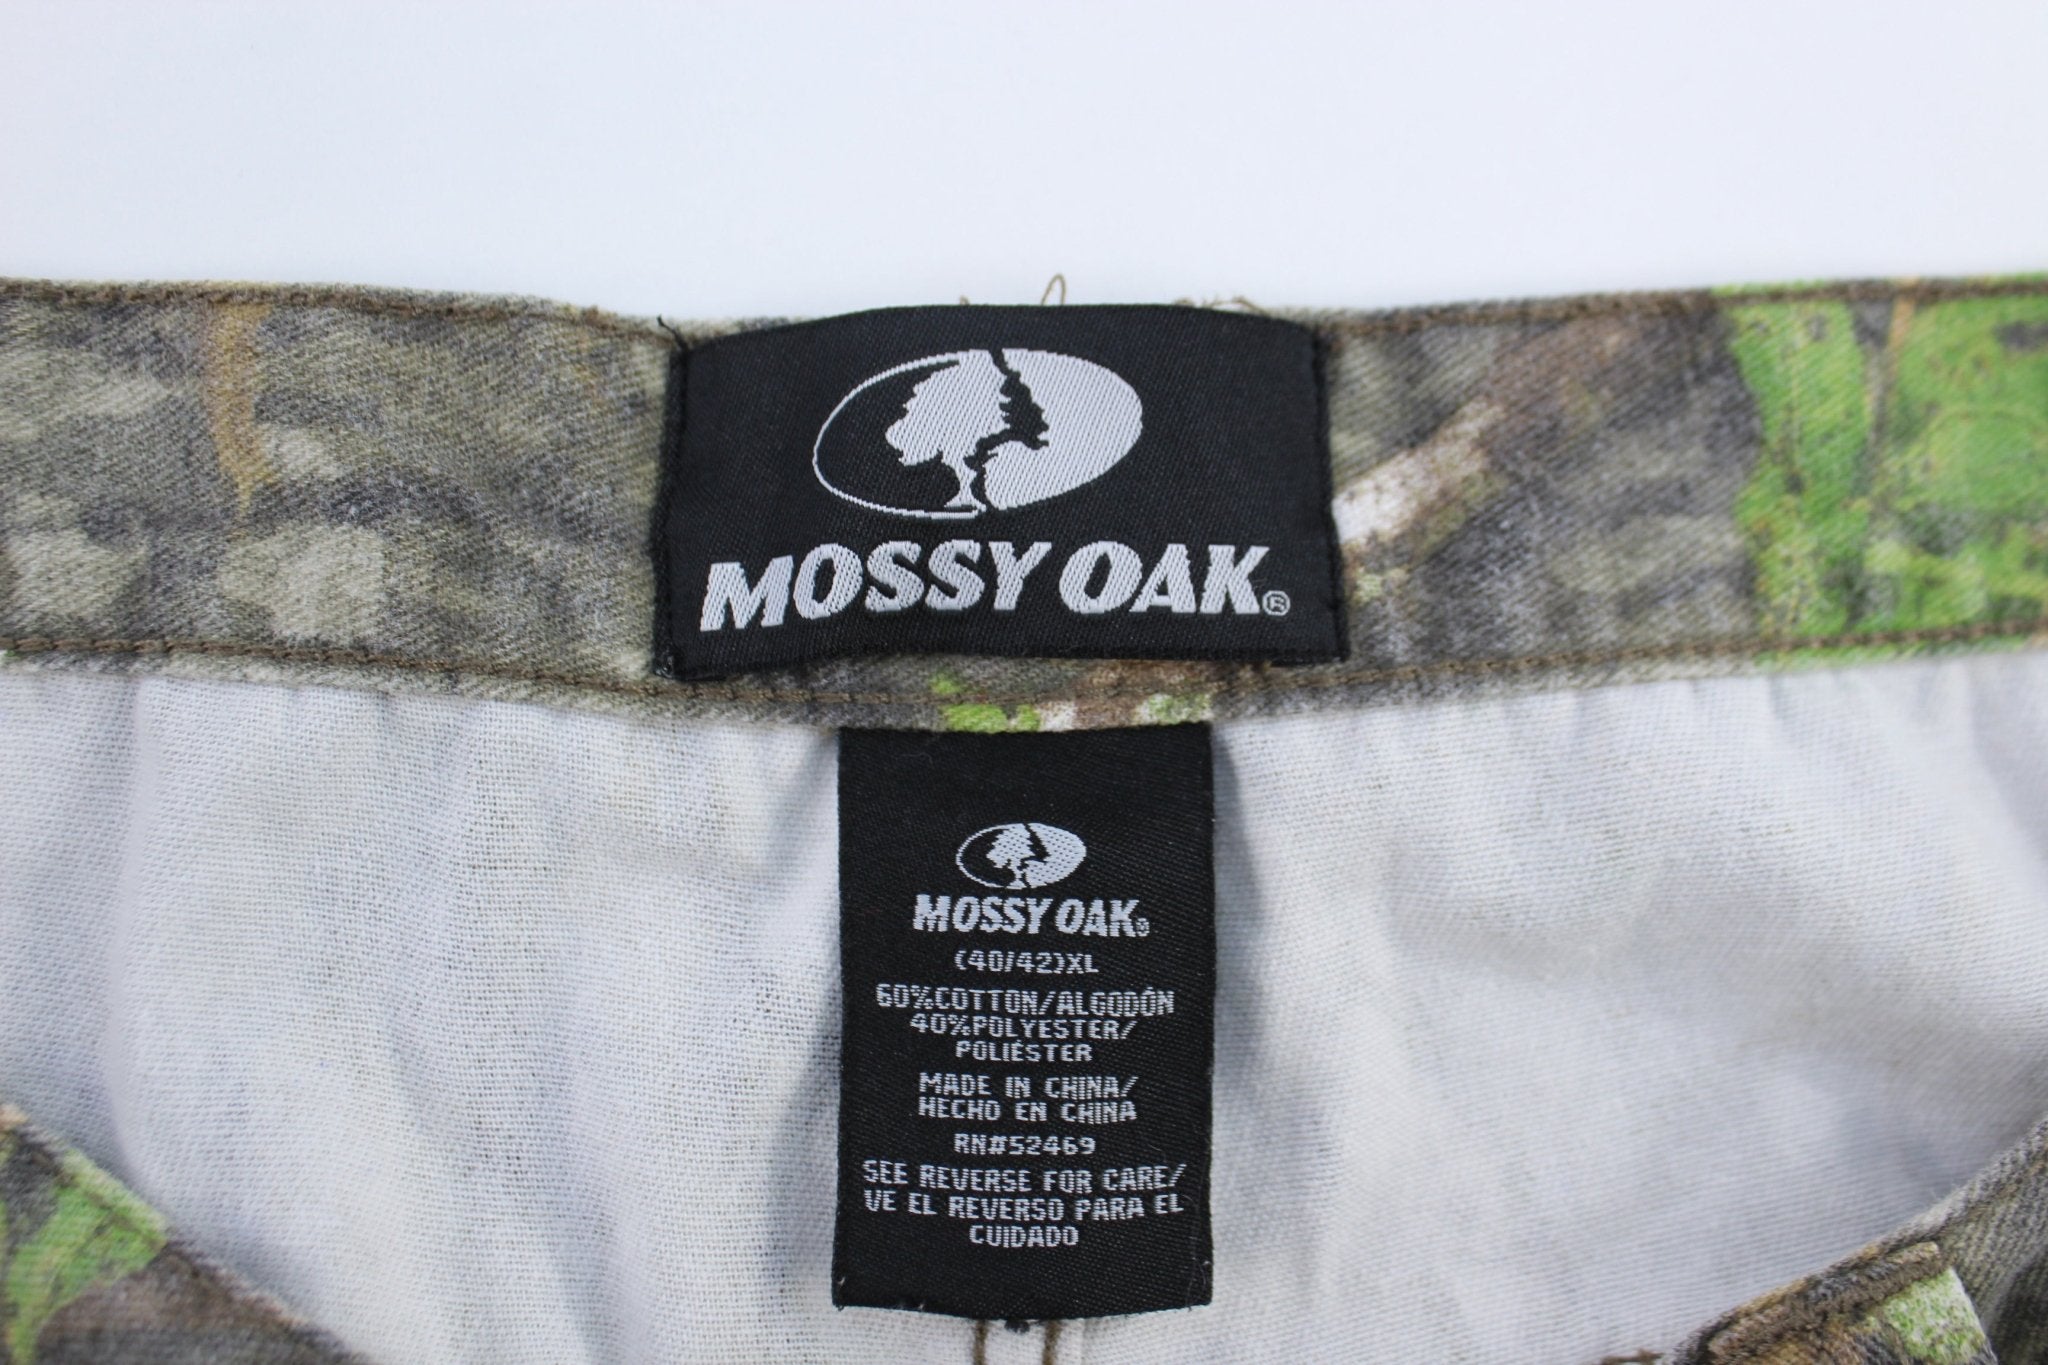 MOSSY OAK®
MOSSY OAK®
(40/42)XL
60%COTTON/ALGODÓN
40%POLYESTER/
POLIÉSTER
MADE IN CHINA/
HECHO EN CHINA
RN#52469
SEE REVERSE FOR CARE/
VE EL REVERSO PARA EL
CUIDADO